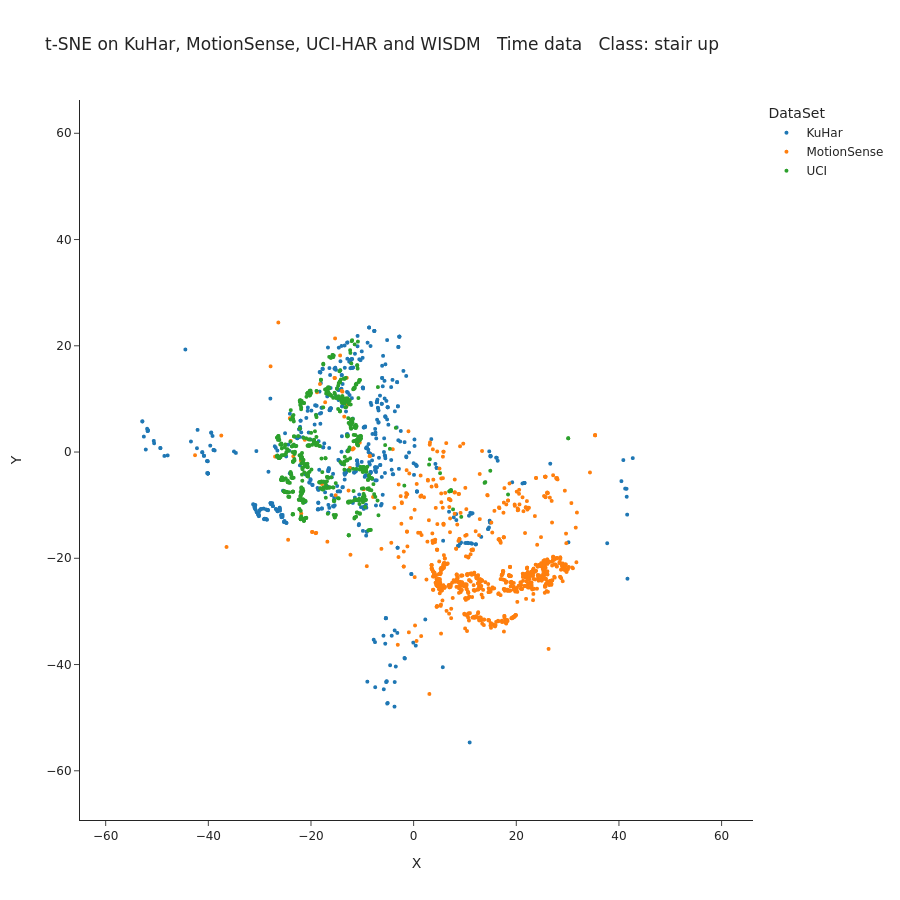 t-SNE on KuHar, MotionSense, UCI-HAR and WISDM   Time data   Class: stair up
DataSet
KuHar
MotionSense
UCI
60
40
20
0
−20
−40
−60
Y
−60 −40 −20 0 20 40 60
X